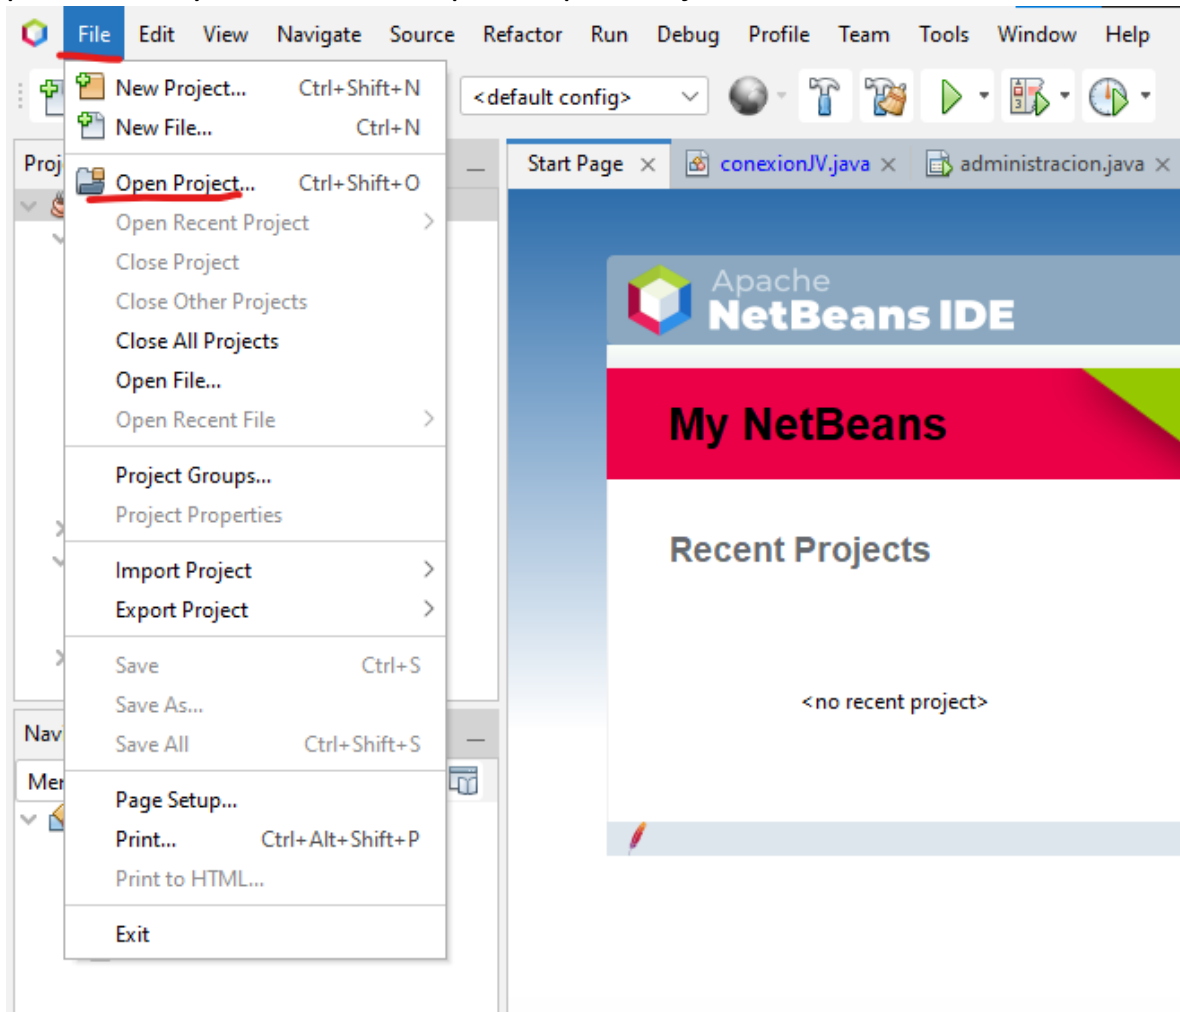 File Edit View Navigate Source Refactor Run Debug Profile Team Tools Window Help
New Project... Ctrl+Shift+N
<default config>
New File... Ctrl+N
Proj
Start Page
conexionJV.java
administracion.java
Open Project... Ctrl+Shift+O
Open Recent Project
Close Project
Close Other Projects
Close All Projects
Open File...
Open Recent File
Project Groups...
Project Properties
Import Project
Export Project
Save Ctrl+S
Save As...
Save All Ctrl+Shift+S
Page Setup...
Print... Ctrl+Alt+Shift+P
Print to HTML...
Exit
Nav
Mer
Apache
NetBeans IDE
My NetBeans
Recent Projects
<no recent project>